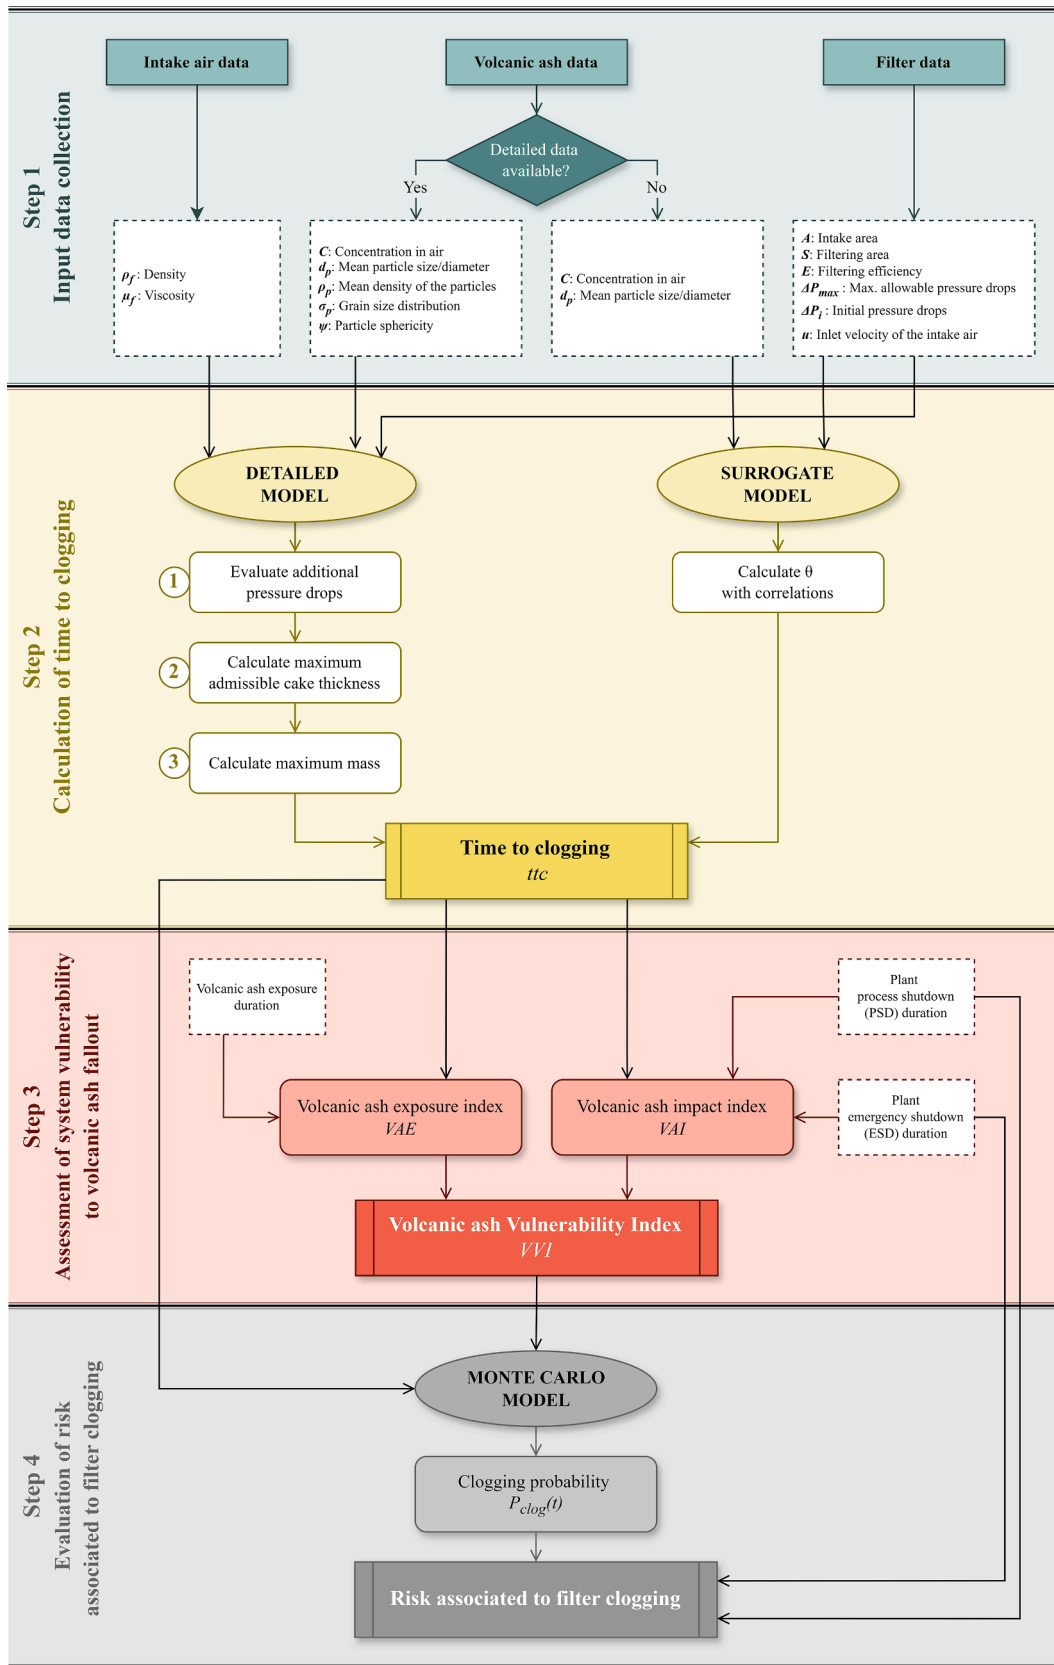 Step 1
Input data collection
Intake air data
Volcanic ash data
Filter data
Detailed data
available?
Yes
No
ρf: Density
μf: Viscosity
C: Concentration in air
dp: Mean particle size/diameter
ρp: Mean density of the particles
σp: Grain size distribution
ψ: Particle sphericity
C: Concentration in air
dp: Mean particle size/diameter
A: Intake area
S: Filtering area
E: Filtering efficiency
ΔPmax : Max. allowable pressure drops
ΔPi : Initial pressure drops
u: Inlet velocity of the intake air
Step 2
Calculation of time to clogging
DETAILED
MODEL
SURROGATE
MODEL
1
Evaluate additional
pressure drops
Calculate θ
with correlations
2
Calculate maximum
admissible cake thickness
3
Calculate maximum mass
Time to clogging
ttc
Step 3
Assessment of system vulnerability
to volcanic ash fallout
Volcanic ash exposure
duration
Plant
process shutdown
(PSD) duration
Volcanic ash exposure index
VAE
Volcanic ash impact index
VAI
Plant
emergency shutdown
(ESD) duration
Volcanic ash Vulnerability Index
VVI
Step 4
Evaluation of risk
associated to filter clogging
MONTE CARLO
MODEL
Clogging probability
Pclog(t)
Risk associated to filter clogging